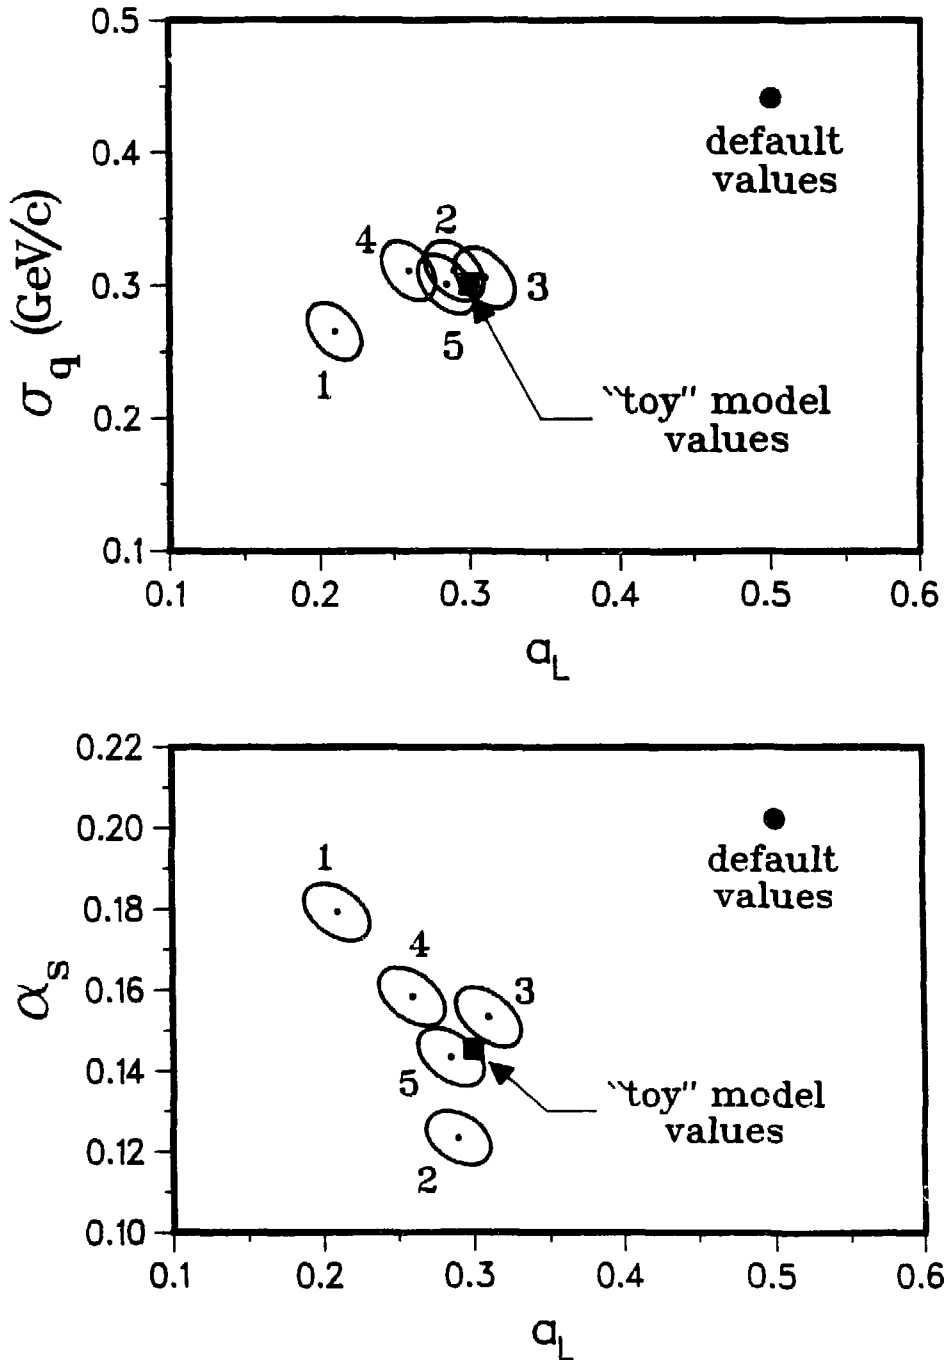 0.5
default
values
0.4
σq (GeV/c)
4
2
3
0.3
5
1
"toy" model
values
0.2
0.1
0.1
0.2
0.3
0.4
0.5
0.6
aL
0.22
0.20
default
values
1
0.18
αs
4
3
0.16
5
0.14
"toy" model
values
0.12
2
0.10
0.1
0.2
0.3
0.4
0.5
0.6
aL